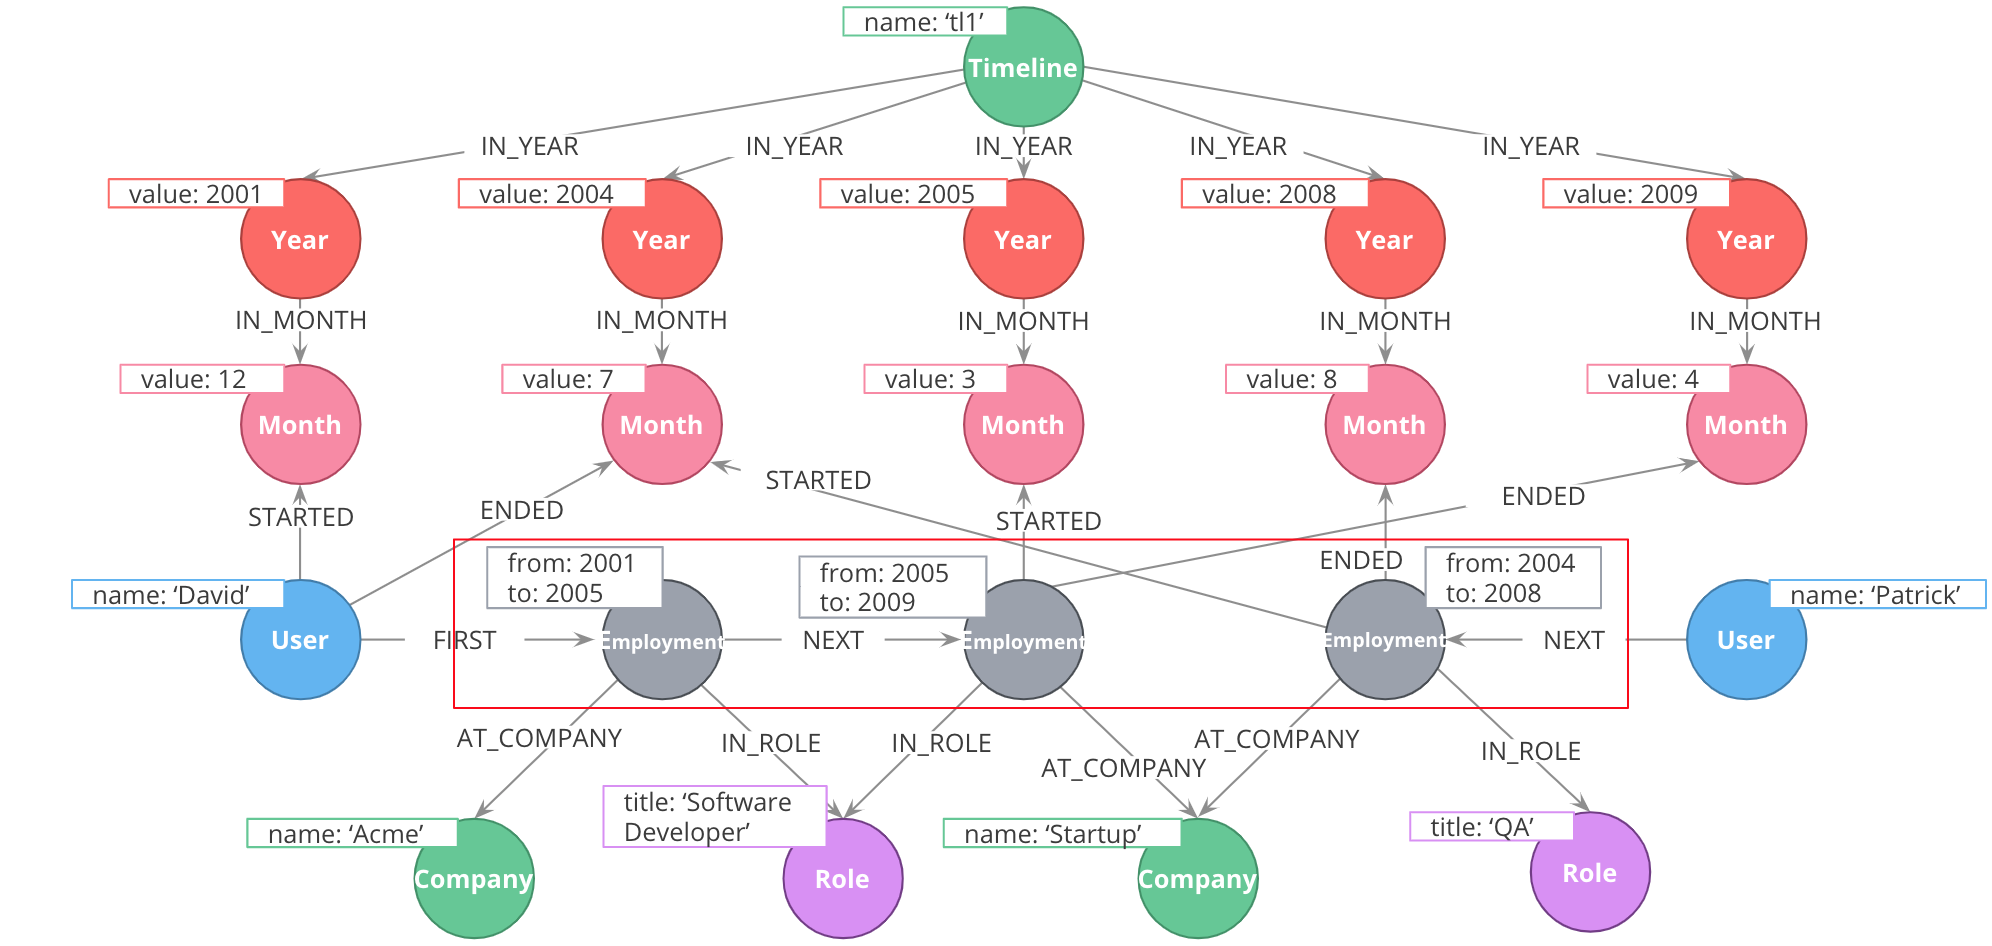 name: ‘tl1’
Timeline
IN_YEAR
IN_YEAR
IN_YEAR
IN_YEAR
IN_YEAR
value: 2001
value: 2004
value: 2005
value: 2008
value: 2009
Year
Year
Year
Year
Year
IN_MONTH
IN_MONTH
IN_MONTH
IN_MONTH
IN_MONTH
value: 12
value: 7
value: 3
value: 8
value: 4
Month
Month
Month
Month
Month
STARTED
ENDED
STARTED
STARTED
ENDED
ENDED
name: ‘David’
from: 2001
to: 2005
from: 2005
to: 2009
from: 2004
to: 2008
name: ‘Patrick’
User
FIRST
Employment
NEXT
Employment
Employment
NEXT
User
AT_COMPANY
IN_ROLE
IN_ROLE
AT_COMPANY
AT_COMPANY
IN_ROLE
name: ‘Acme’
title: ‘Software
Developer’
name: ‘Startup’
title: ‘QA’
Company
Role
Company
Role